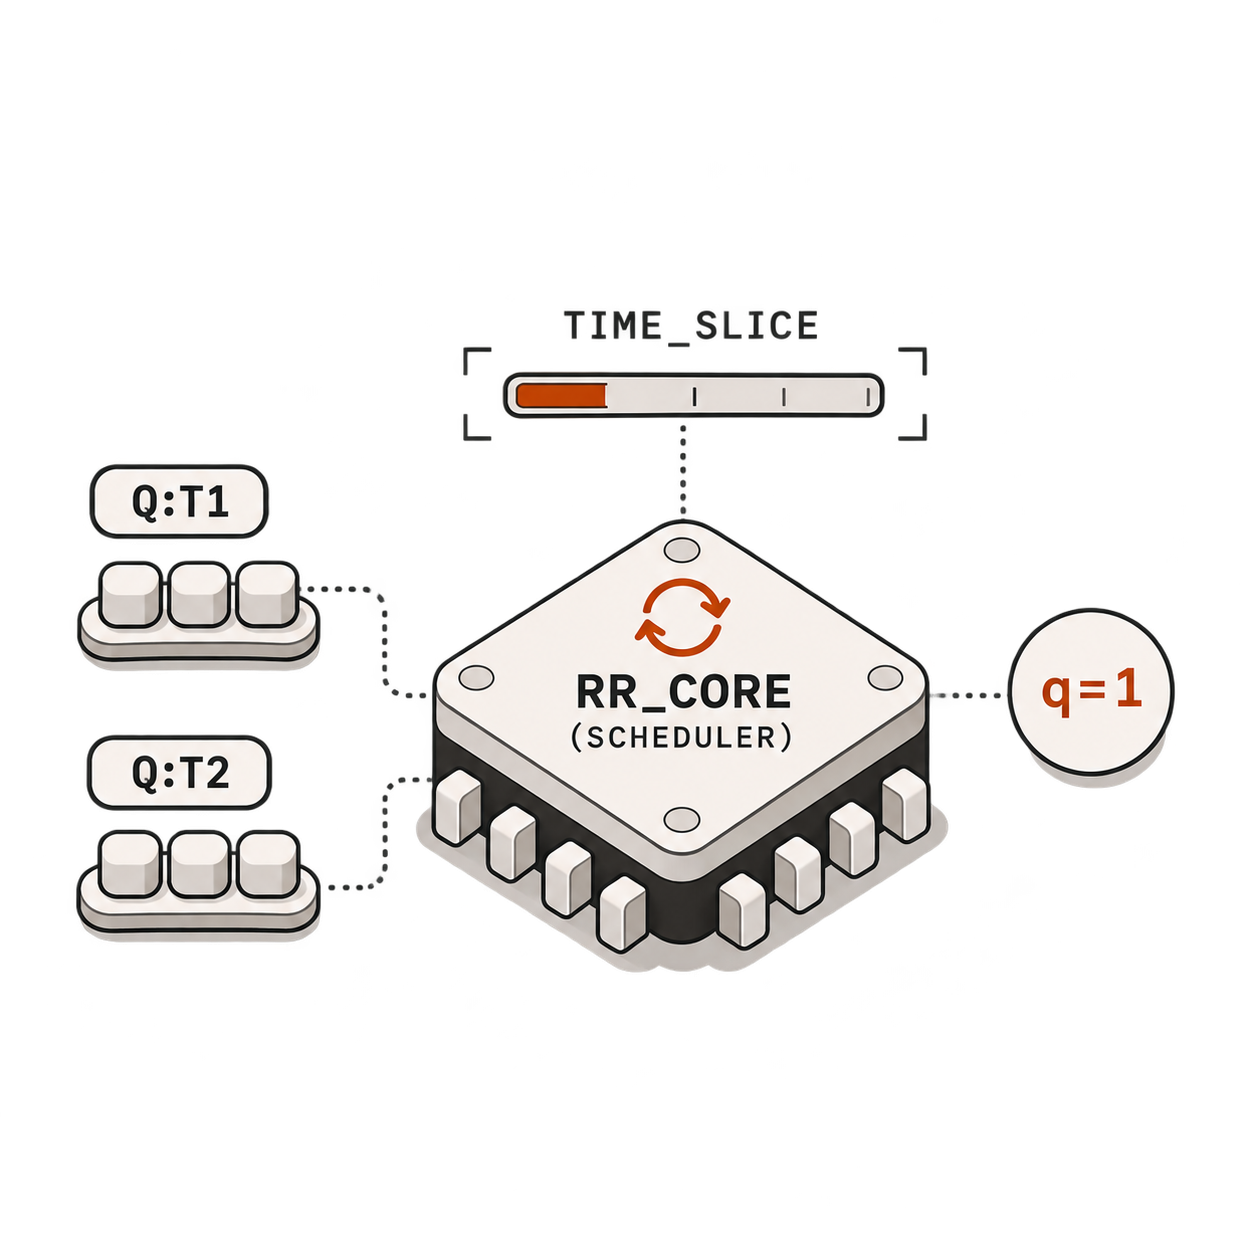 TIME_SLICE
Q:T1
Q:T2
RR_CORE
(SCHEDULER)
q=1